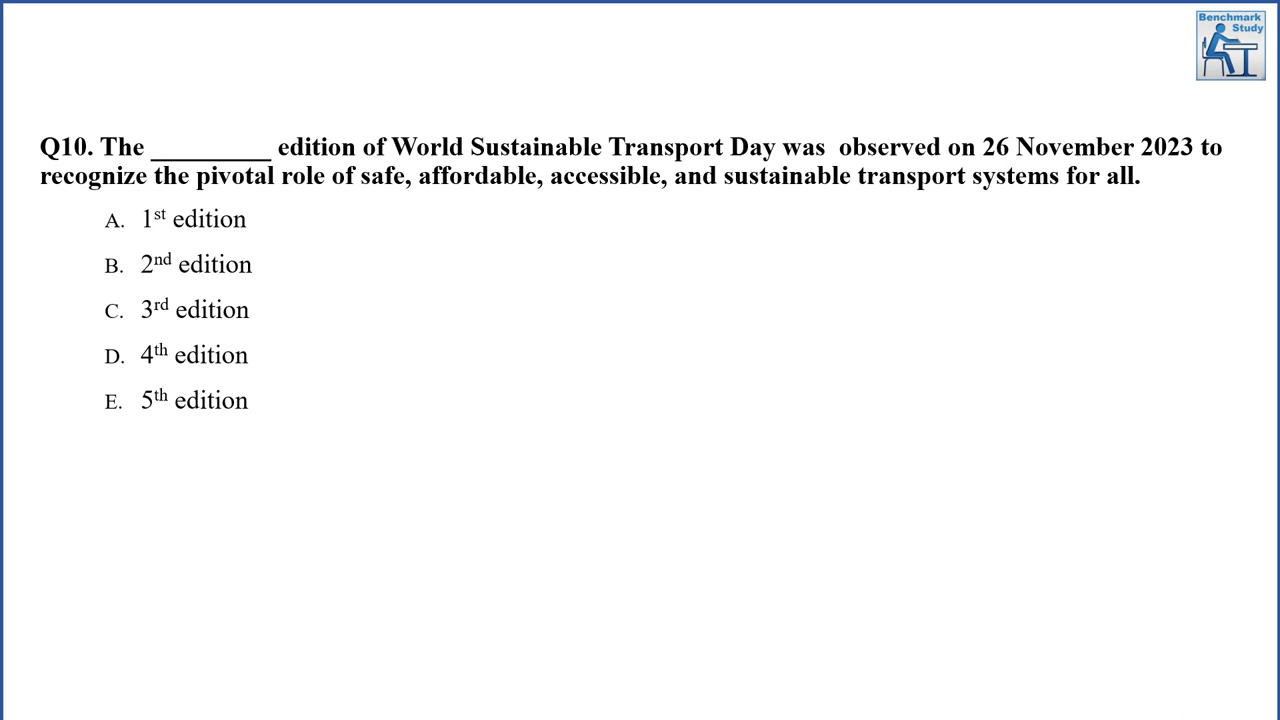 Benchmark
Study
Q10. The _________ edition of World Sustainable Transport Day was  observed on 26 November 2023 to
recognize the pivotal role of safe, affordable, accessible, and sustainable transport systems for all.
A. 1st edition
B. 2nd edition
C. 3rd edition
D. 4th edition
E. 5th edition